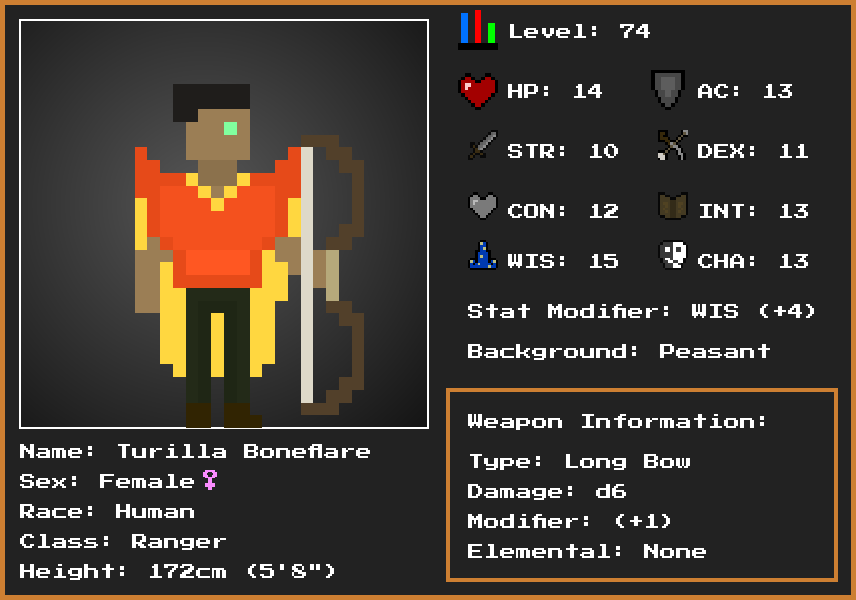 Level: 74
HP: 14 AC: 13
STR: 10 DEX: 11
CON: 12 INT: 13
WIS: 15 CHA: 13
Stat Modifier: WIS (+4)
Background: Peasant
Weapon Information:
Type: Long Bow
Damage: d6
Modifier: (+1)
Elemental: None
Name: Turilla Boneflare
Sex: Female♀
Race: Human
Class: Ranger
Height: 172cm (5'8")